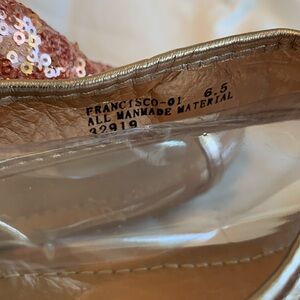 FRANCISCO-01 6.5
ALL MANMADE MATERIAL
32919